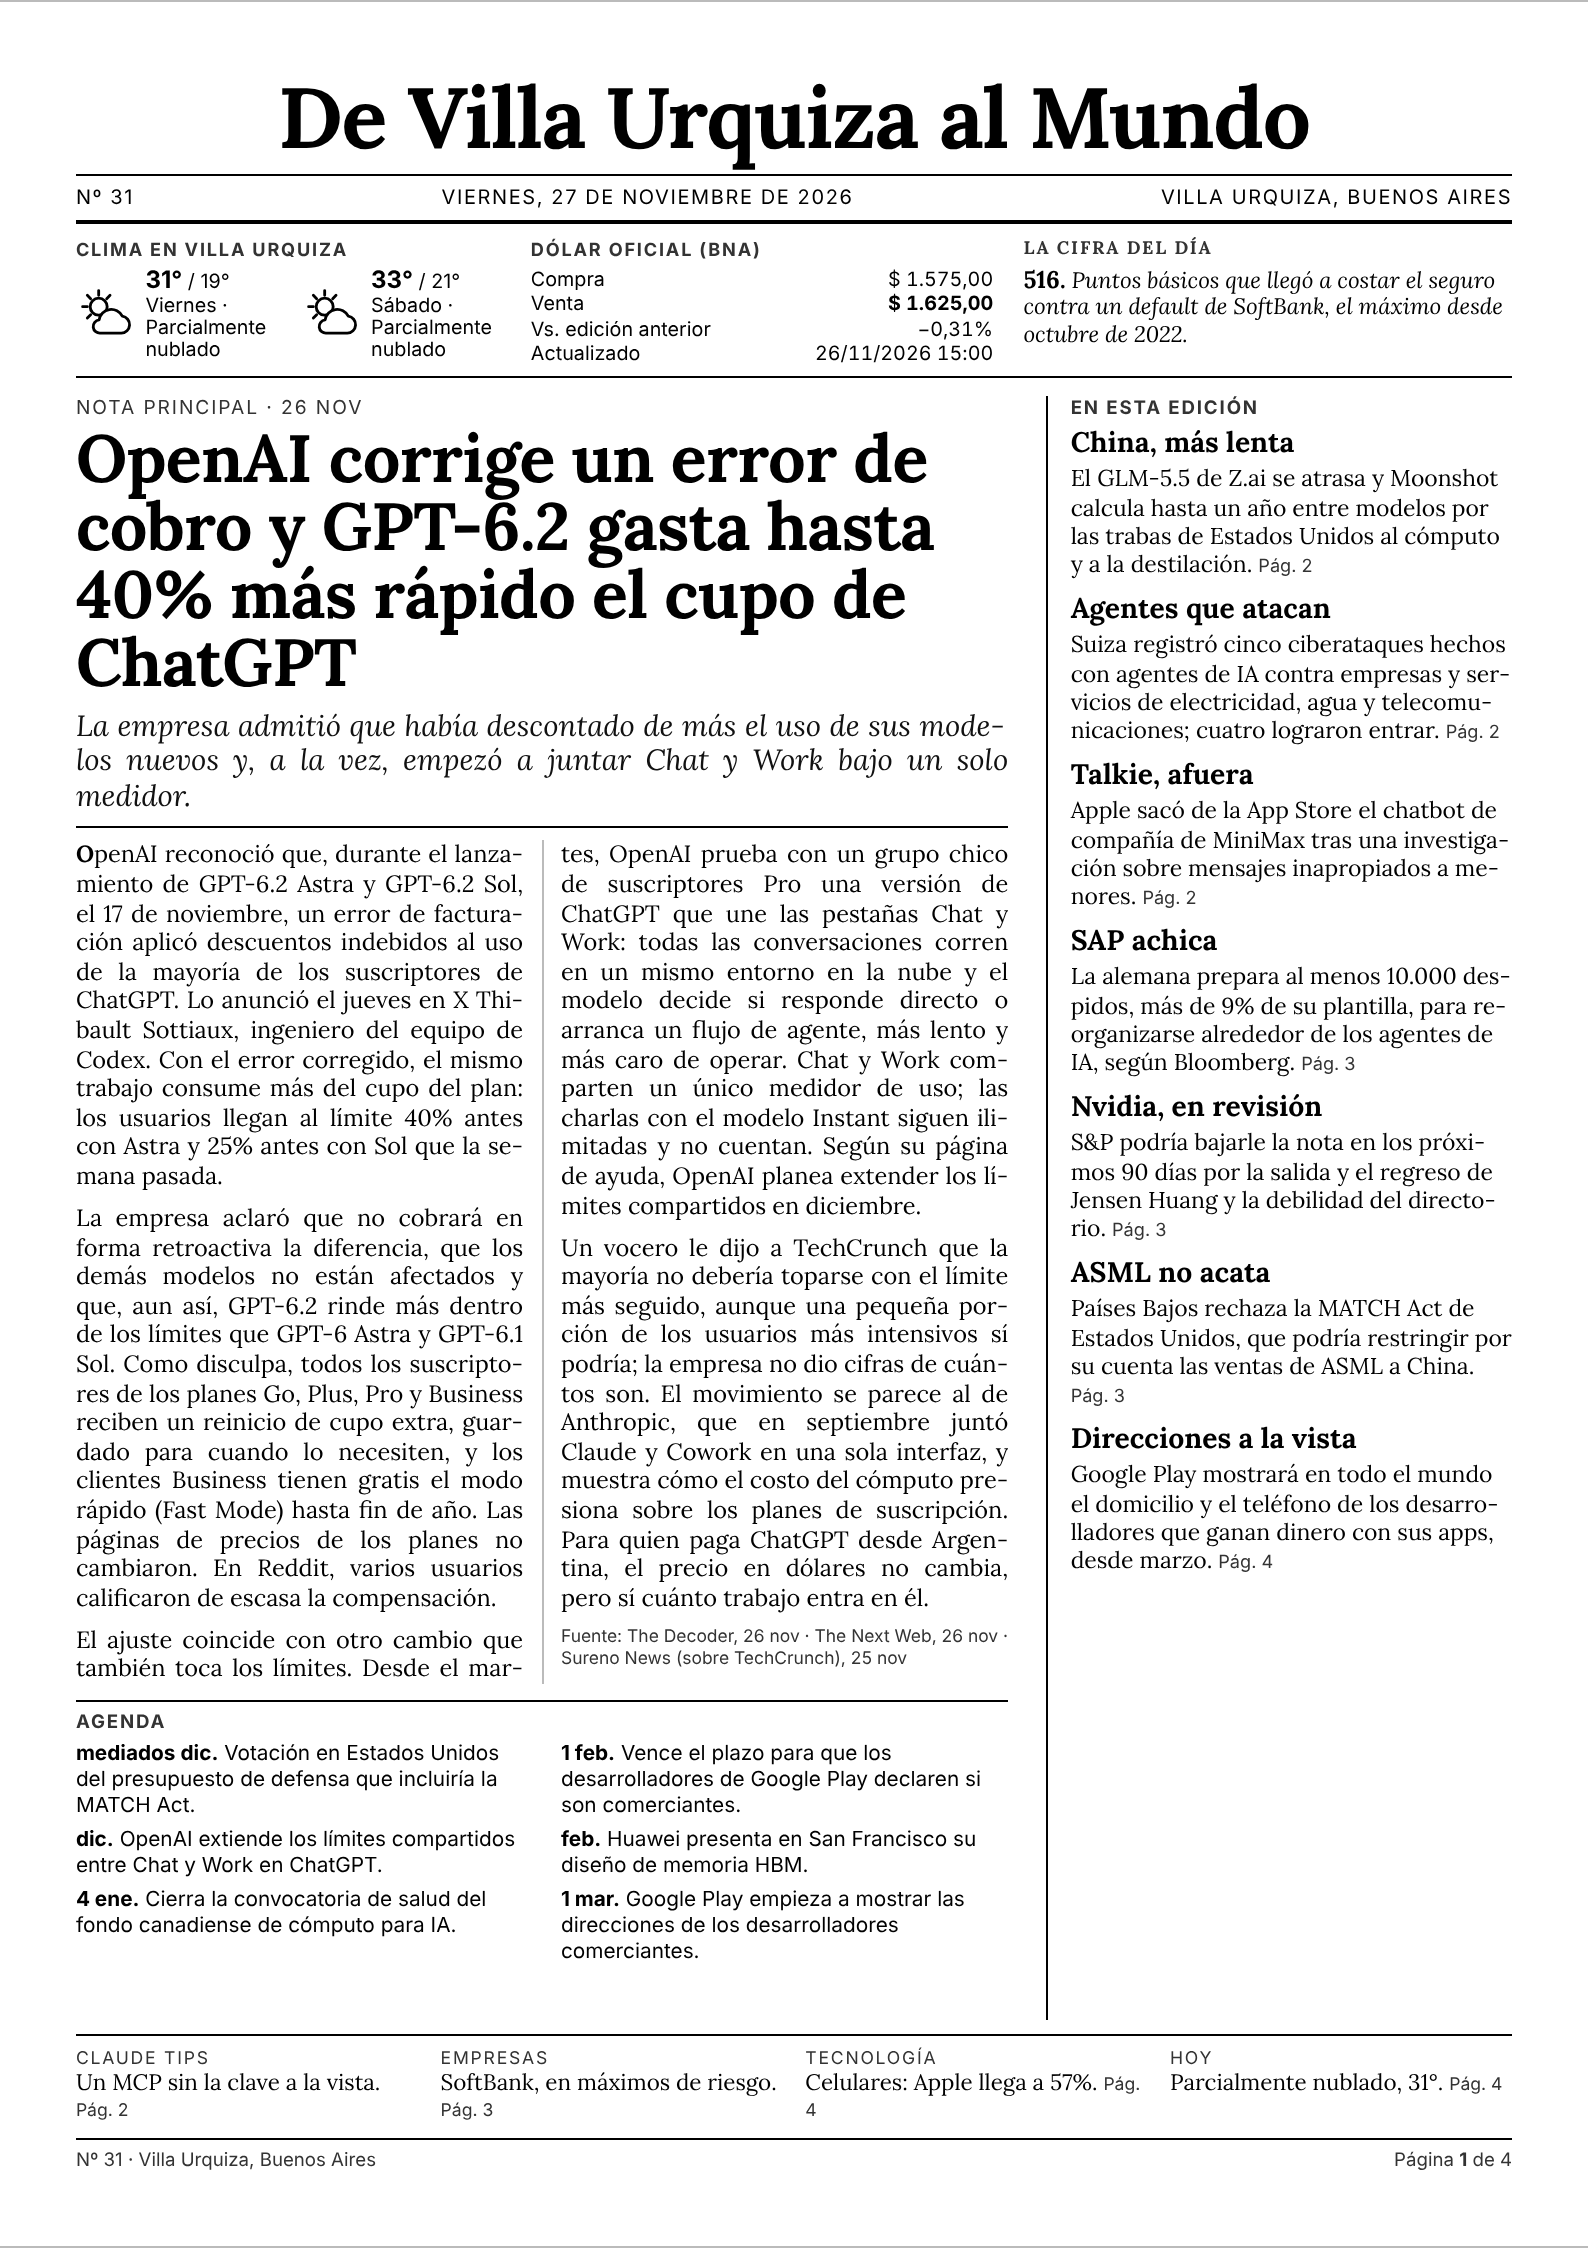 De Villa Urquiza al Mundo
Nº 31
VIERNES, 27 DE NOVIEMBRE DE 2026
VILLA URQUIZA, BUENOS AIRES
CLIMA EN VILLA URQUIZA
31° / 19°
Viernes ·
Parcialmente
nublado
33° / 21°
Sábado ·
Parcialmente
nublado
DÓLAR OFICIAL (BNA)
Compra $ 1.575,00
Venta $ 1.625,00
Vs. edición anterior −0,31%
Actualizado 26/11/2026 15:00
LA CIFRA DEL DÍA
516. Puntos básicos que llegó a costar el seguro
contra un default de SoftBank, el máximo desde
octubre de 2022.
NOTA PRINCIPAL · 26 NOV
OpenAI corrige un error de
cobro y GPT-6.2 gasta hasta
40% más rápido el cupo de
ChatGPT
La empresa admitió que había descontado de más el uso de sus mode-
los nuevos y, a la vez, empezó a juntar Chat y Work bajo un solo
medidor.
OpenAI reconoció que, durante el lanza-
miento de GPT-6.2 Astra y GPT-6.2 Sol,
el 17 de noviembre, un error de factura-
ción aplicó descuentos indebidos al uso
de la mayoría de los suscriptores de
ChatGPT. Lo anunció el jueves en X Thi-
bault Sottiaux, ingeniero del equipo de
Codex. Con el error corregido, el mismo
trabajo consume más del cupo del plan:
los usuarios llegan al límite 40% antes
con Astra y 25% antes con Sol que la se-
mana pasada.
La empresa aclaró que no cobrará en
forma retroactiva la diferencia, que los
demás modelos no están afectados y
que, aun así, GPT-6.2 rinde más dentro
de los límites que GPT-6 Astra y GPT-6.1
Sol. Como disculpa, todos los suscripto-
res de los planes Go, Plus, Pro y Business
reciben un reinicio de cupo extra, guar-
dado para cuando lo necesiten, y los
clientes Business tienen gratis el modo
rápido (Fast Mode) hasta fin de año. Las
páginas de precios de los planes no
cambiaron. En Reddit, varios usuarios
calificaron de escasa la compensación.
El ajuste coincide con otro cambio que
también toca los límites. Desde el mar-
tes, OpenAI prueba con un grupo chico
de suscriptores Pro una versión de
ChatGPT que une las pestañas Chat y
Work: todas las conversaciones corren
en un mismo entorno en la nube y el
modelo decide si responde directo o
arranca un flujo de agente, más lento y
más caro de operar. Chat y Work com-
parten un único medidor de uso; las
charlas con el modelo Instant siguen ili-
mitadas y no cuentan. Según su página
de ayuda, OpenAI planea extender los lí-
mites compartidos en diciembre.
Un vocero le dijo a TechCrunch que la
mayoría no debería toparse con el límite
más seguido, aunque una pequeña por-
ción de los usuarios más intensivos sí
podría; la empresa no dio cifras de cuán-
tos son. El movimiento se parece al de
Anthropic, que en septiembre juntó
Claude y Cowork en una sola interfaz, y
muestra cómo el costo del cómputo pre-
siona sobre los planes de suscripción.
Para quien paga ChatGPT desde Argen-
tina, el precio en dólares no cambia,
pero sí cuánto trabajo entra en él.
Fuente: The Decoder, 26 nov · The Next Web, 26 nov ·
Sureno News (sobre TechCrunch), 25 nov
AGENDA
mediados dic. Votación en Estados Unidos
del presupuesto de defensa que incluiría la
MATCH Act.
dic. OpenAI extiende los límites compartidos
entre Chat y Work en ChatGPT.
4 ene. Cierra la convocatoria de salud del
fondo canadiense de cómputo para IA.
1 feb. Vence el plazo para que los
desarrolladores de Google Play declaren si
son comerciantes.
feb. Huawei presenta en San Francisco su
diseño de memoria HBM.
1 mar. Google Play empieza a mostrar las
direcciones de los desarrolladores
comerciantes.
EN ESTA EDICIÓN
China, más lenta
El GLM-5.5 de Z.ai se atrasa y Moonshot
calcula hasta un año entre modelos por
las trabas de Estados Unidos al cómputo
y a la destilación. Pág. 2
Agentes que atacan
Suiza registró cinco ciberataques hechos
con agentes de IA contra empresas y ser-
vicios de electricidad, agua y telecomu-
nicaciones; cuatro lograron entrar. Pág. 2
Talkie, afuera
Apple sacó de la App Store el chatbot de
compañía de MiniMax tras una investiga-
ción sobre mensajes inapropiados a me-
nores. Pág. 2
SAP achica
La alemana prepara al menos 10.000 des-
pidos, más de 9% de su plantilla, para re-
organizarse alrededor de los agentes de
IA, según Bloomberg. Pág. 3
Nvidia, en revisión
S&P podría bajarle la nota en los próxi-
mos 90 días por la salida y el regreso de
Jensen Huang y la debilidad del directo-
rio. Pág. 3
ASML no acata
Países Bajos rechaza la MATCH Act de
Estados Unidos, que podría restringir por
su cuenta las ventas de ASML a China.
Pág. 3
Direcciones a la vista
Google Play mostrará en todo el mundo
el domicilio y el teléfono de los desarro-
lladores que ganan dinero con sus apps,
desde marzo. Pág. 4
CLAUDE TIPS
Un MCP sin la clave a la vista.
Pág. 2
EMPRESAS
SoftBank, en máximos de riesgo.
Pág. 3
TECNOLOGÍA
Celulares: Apple llega a 57%. Pág.
4
HOY
Parcialmente nublado, 31°. Pág. 4
Nº 31 · Villa Urquiza, Buenos Aires
Página 1 de 4